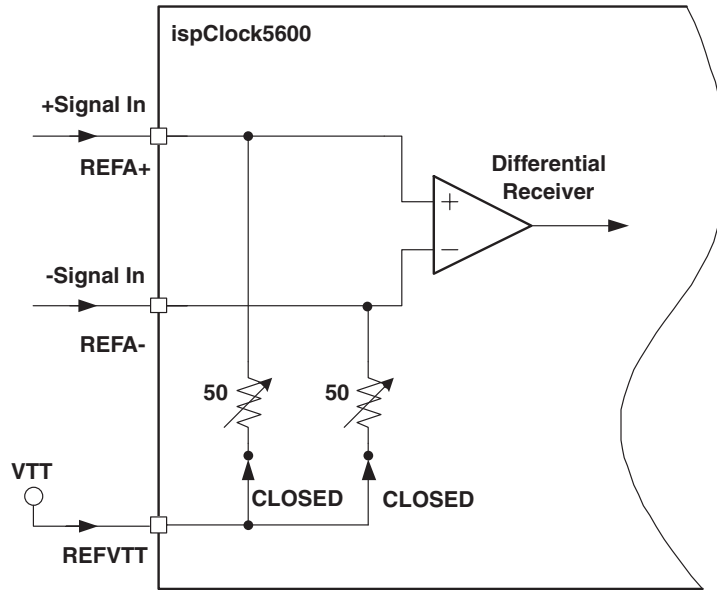 ispClock5600
+Signal In
REFA+
Differential
Receiver
+
−
-Signal In
REFA-
50
50
VTT
CLOSED
CLOSED
REFVTT